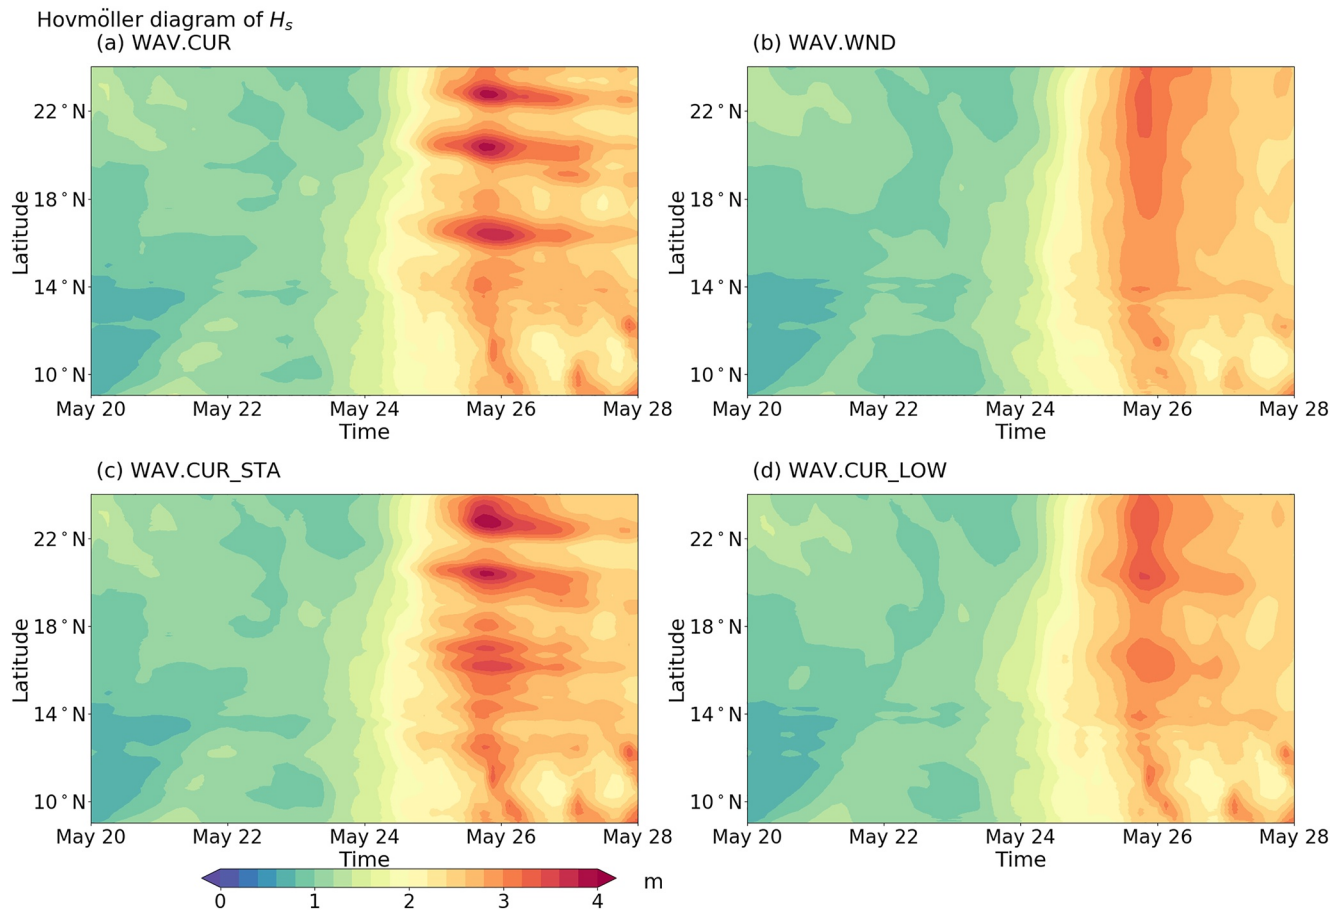 Hovmöller diagram of Hs
(a) WAV.CUR
(b) WAV.WND
22°N
18°N
14°N
10°N
Latitude
May 20 May 22 May 24 May 26 May 28
Time
22°N
18°N
14°N
10°N
Latitude
May 20 May 22 May 24 May 26 May 28
Time
(c) WAV.CUR_STA
(d) WAV.CUR_LOW
22°N
18°N
14°N
10°N
Latitude
May 20 May 22 May 24 May 26 May 28
Time
22°N
18°N
14°N
10°N
Latitude
May 20 May 22 May 24 May 26 May 28
Time
0 1 2 3 4 m